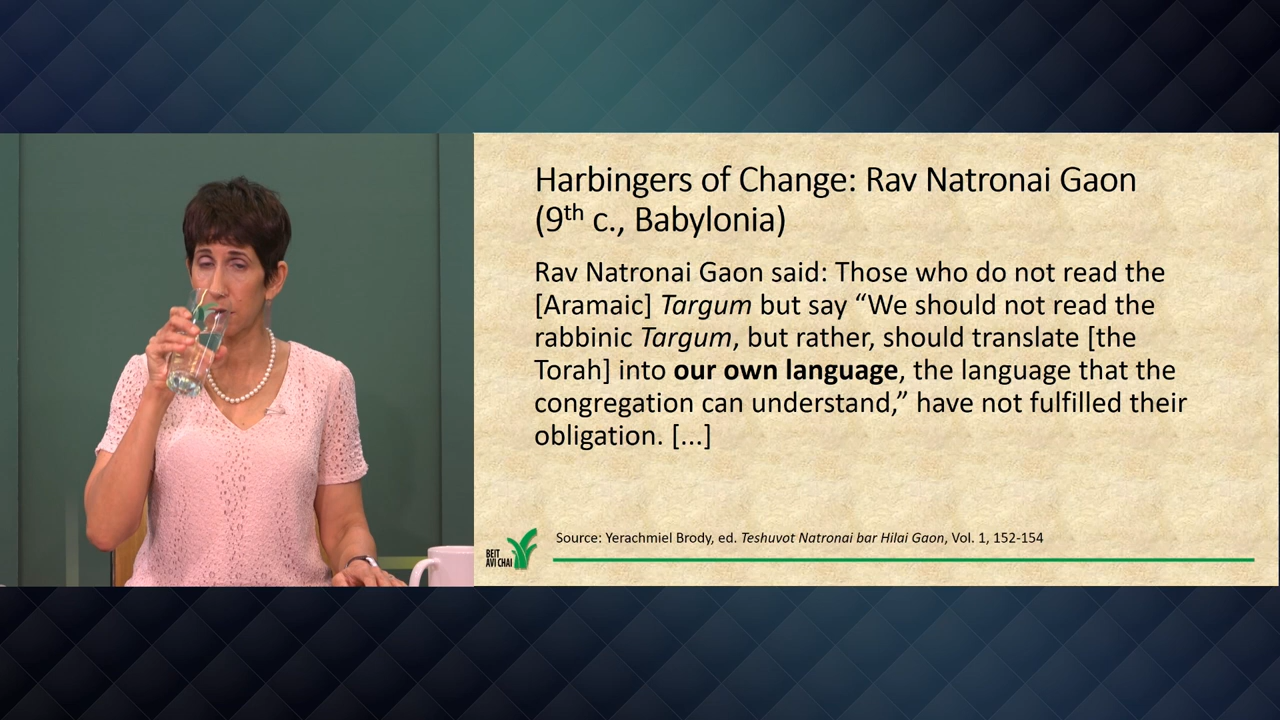 Harbingers of Change: Rav Natronai Gaon
(9th c., Babylonia)
Rav Natronai Gaon said: Those who do not read the
[Aramaic] Targum but say “We should not read the
rabbinic Targum, but rather, should translate [the
Torah] into our own language, the language that the
congregation can understand,” have not fulfilled their
obligation. [...]
Source: Yerachmiel Brody, ed. Teshuvot Natronai bar Hilai Gaon, Vol. 1, 152-154
BEIT
AVI CHAI